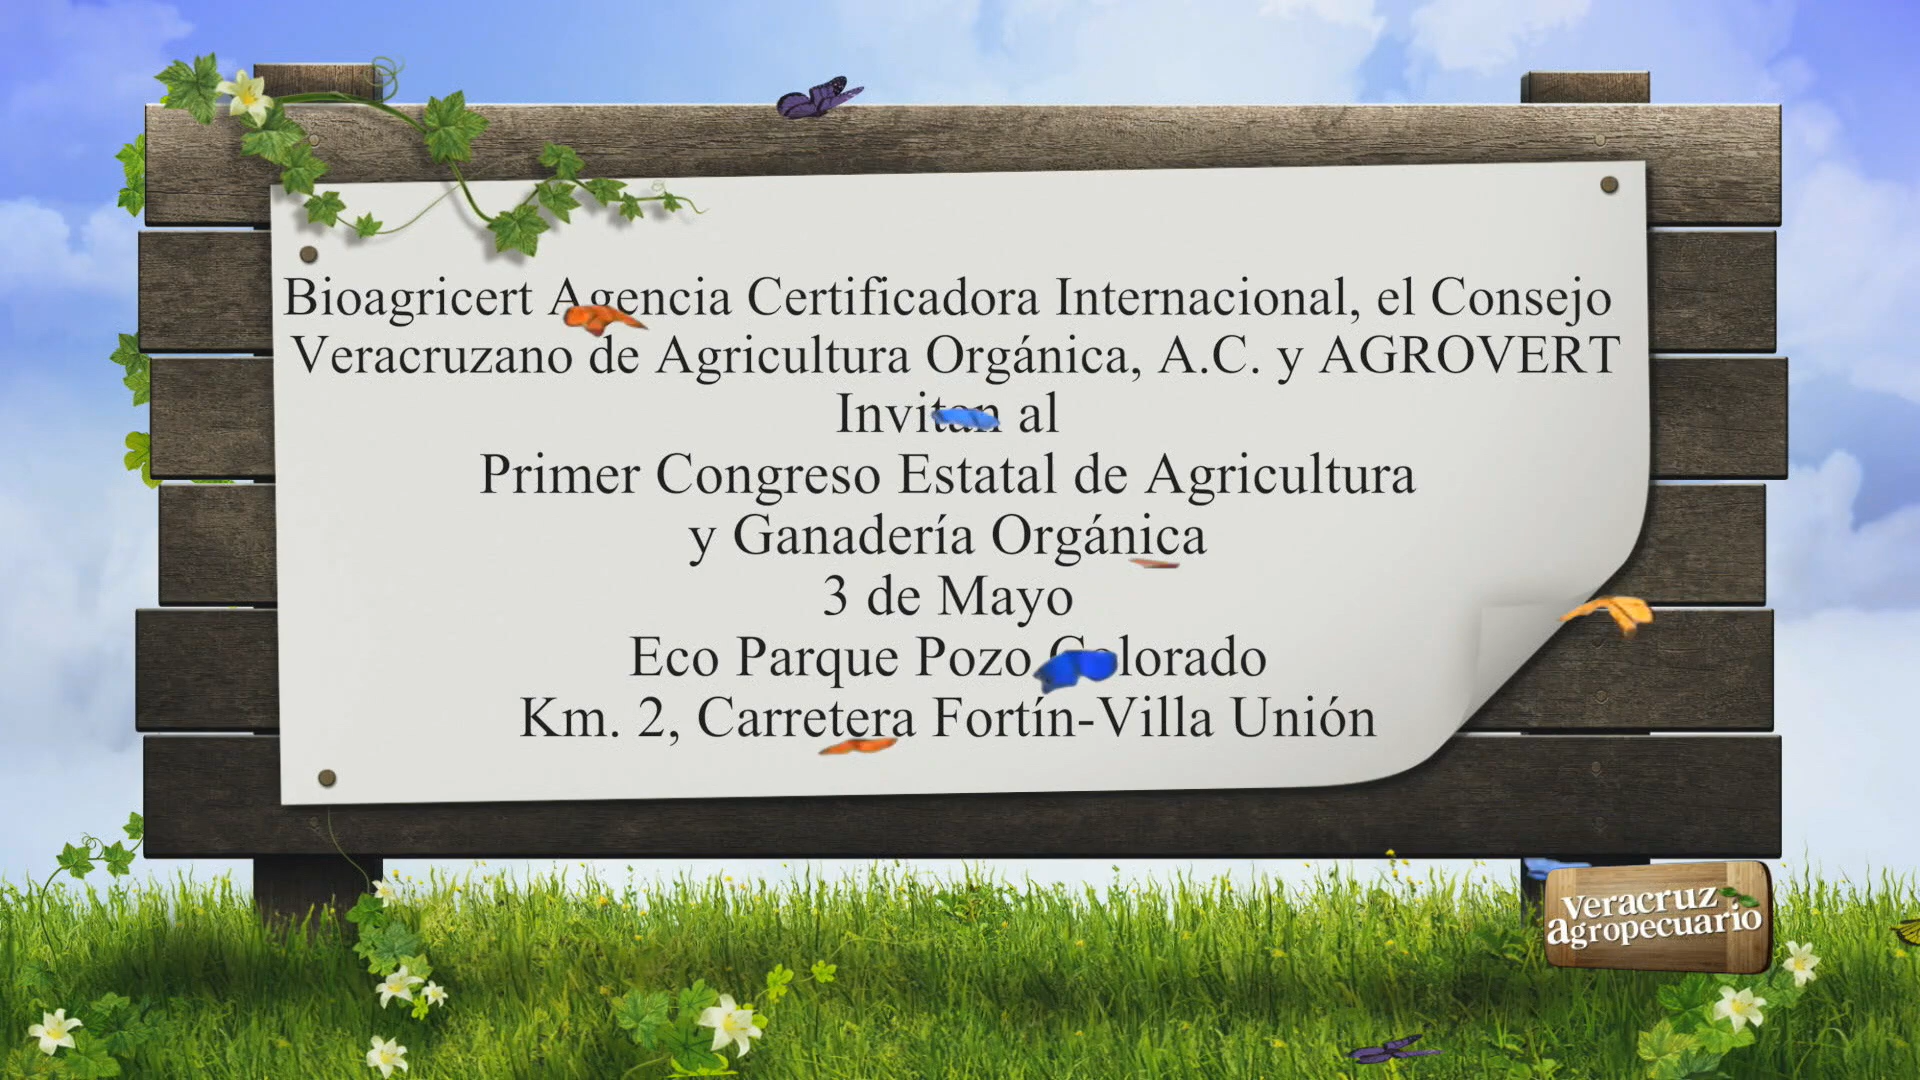 Bioagricert Agencia Certificadora Internacional, el Consejo
Veracruzano de Agricultura Orgánica, A.C. y AGROVERT
Invitan al
Primer Congreso Estatal de Agricultura
y Ganadería Orgánica
3 de Mayo
Eco Parque Pozo Colorado
Km. 2, Carretera Fortín-Villa Unión
veracruz
agropecuario